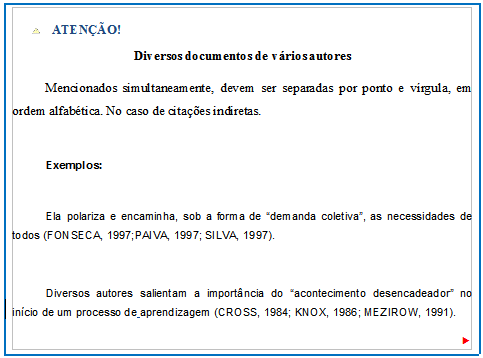 ATENÇÃO!
Diversos documentos de vários autores
Mencionados simultaneamente, devem ser separadas por ponto e vírgula, em
ordem alfabética. No caso de citações indiretas.
Exemplos:
Ela polariza e encaminha, sob a forma de “demanda coletiva”, as necessidades de
todos (FONSECA, 1997;PAIVA, 1997; SILVA, 1997).
Diversos autores salientam a importância do “acontecimento desencadeador” no
início de um processo de aprendizagem (CROSS, 1984; KNOX, 1986; MEZIROW, 1991).